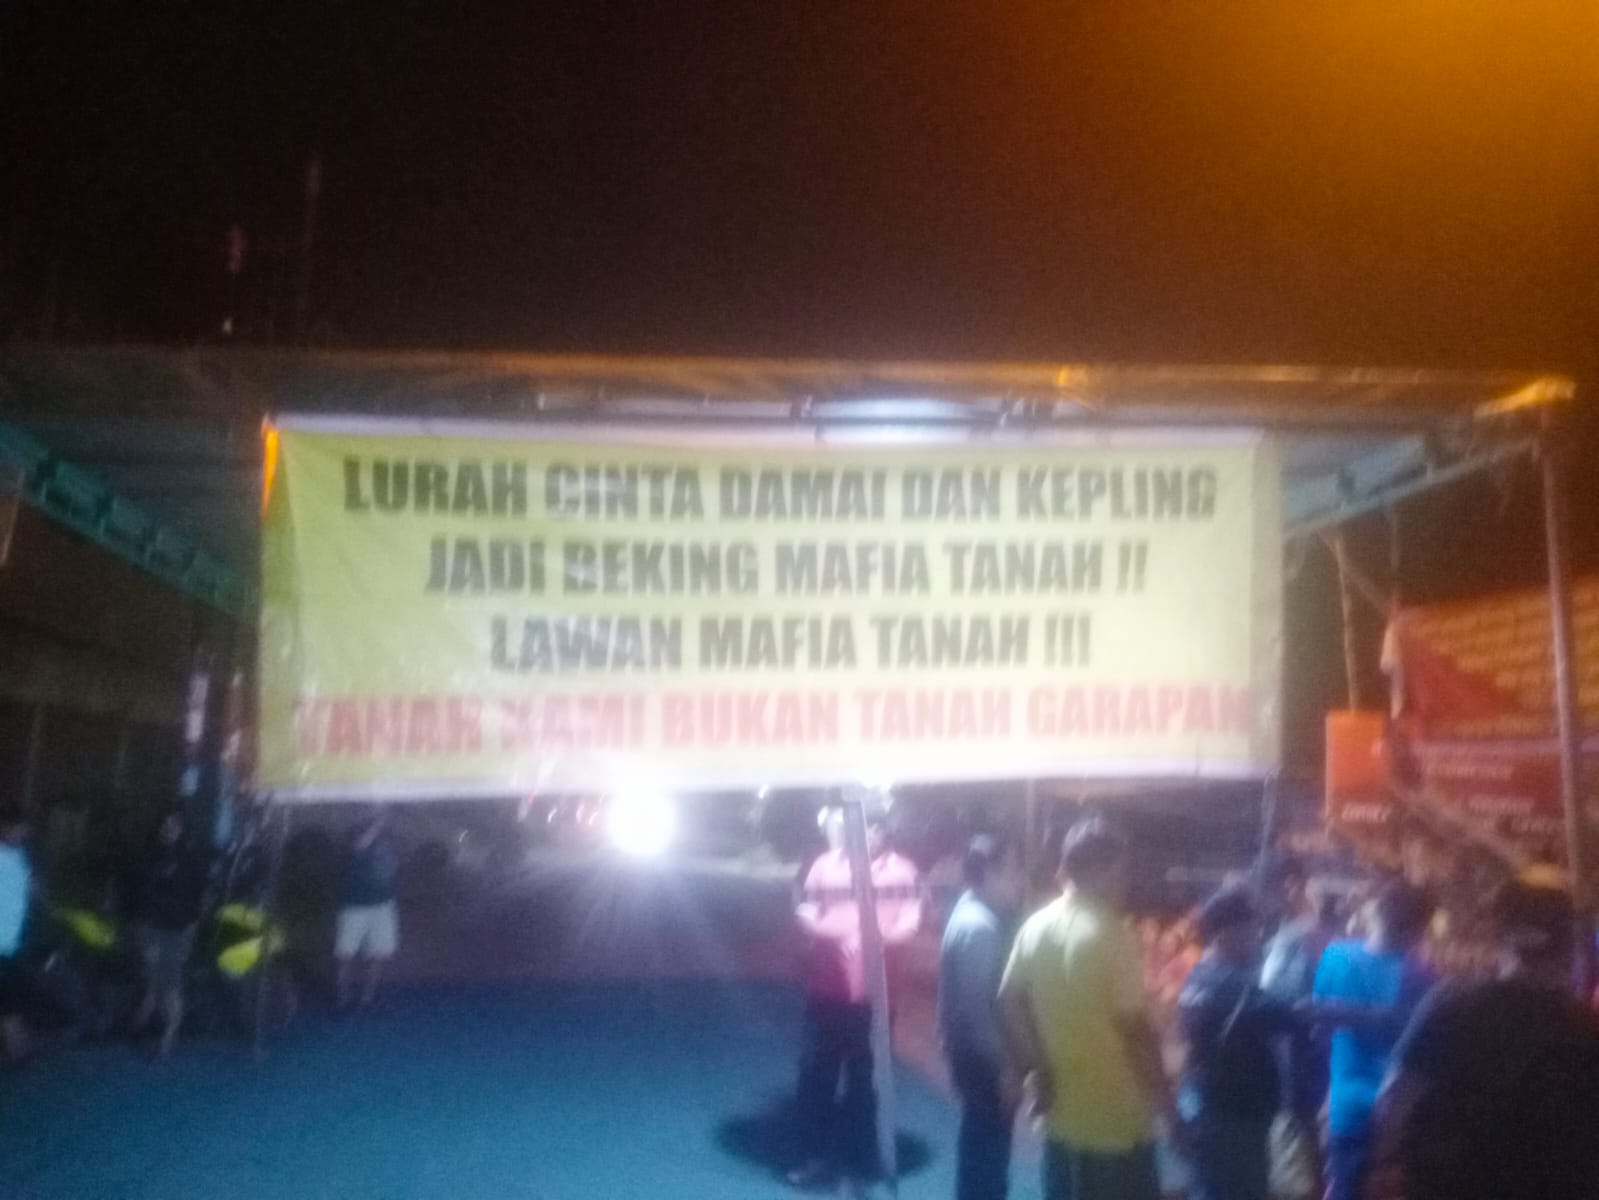 LURAH CINTA DAMAI DAN KEPLING
JADI BEKING MAFIA TANAH !!
LAWAN MAFIA TANAH !!!
TANAH KAMI BUKAN TANAH GARAPAN